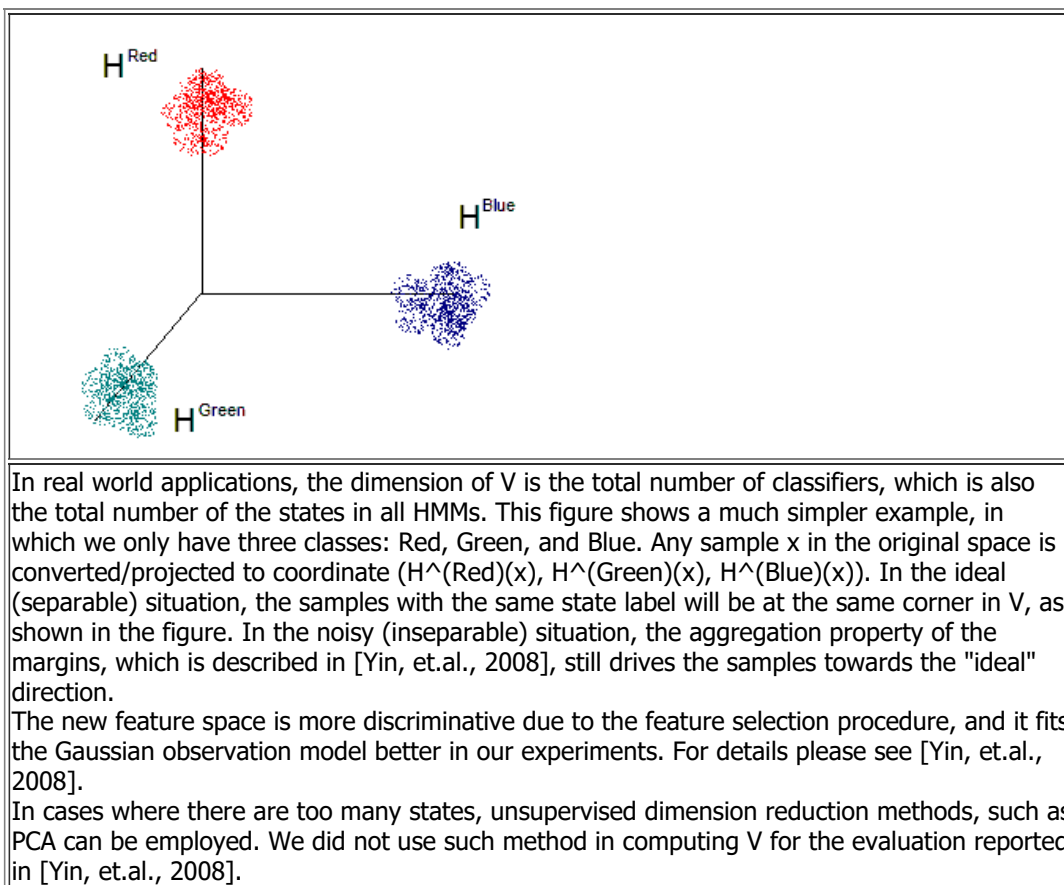 H^Red
H^Blue
H^Green
In real world applications, the dimension of V is the total number of classifiers, which is also
the total number of the states in all HMMs. This figure shows a much simpler example, in
which we only have three classes: Red, Green, and Blue. Any sample x in the original space is
converted/projected to coordinate (H^(Red)(x), H^(Green)(x), H^(Blue)(x)). In the ideal
(separable) situation, the samples with the same state label will be at the same corner in V, as
shown in the figure. In the noisy (inseparable) situation, the aggregation property of the
margins, which is described in [Yin, et.al., 2008], still drives the samples towards the "ideal"
direction.
The new feature space is more discriminative due to the feature selection procedure, and it fits
the Gaussian observation model better in our experiments. For details please see [Yin, et.al.,
2008].
In cases where there are too many states, unsupervised dimension reduction methods, such as
PCA can be employed. We did not use such method in computing V for the evaluation reported
in [Yin, et.al., 2008].